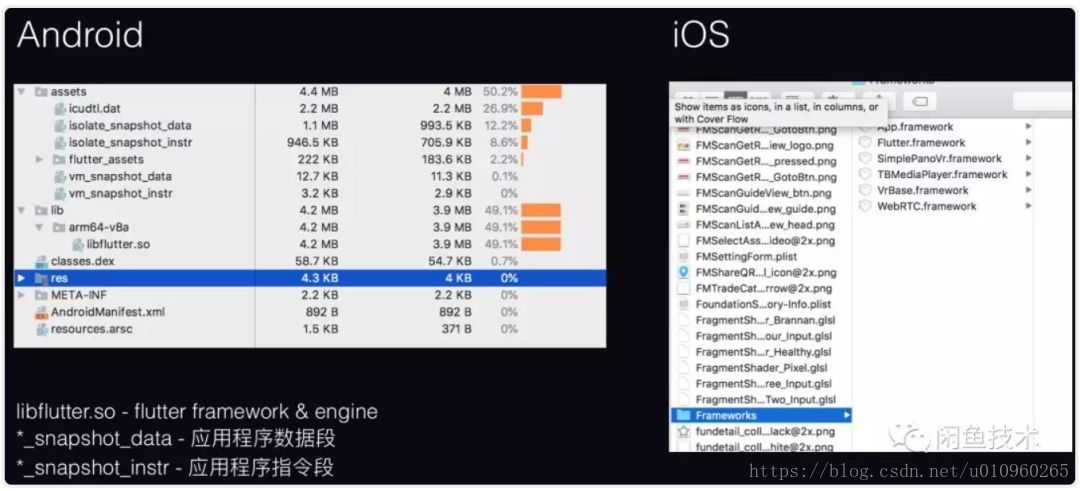 Android
assets 4.4 MB 4 MB 50.2%
icudtl.dat 2.2 MB 2.2 MB 26.9%
isolate_snapshot_data 1.1 MB 993.5 KB 12.2%
isolate_snapshot_instr 946.5 KB 705.9 KB 8.6%
flutter_assets 222 KB 183.6 KB 2.2%
vm_snapshot_data 12.7 KB 11.3 KB 0.1%
vm_snapshot_instr 3.2 KB 2.9 KB 0%
lib 4.2 MB 3.9 MB 49.1%
arm64-v8a 4.2 MB 3.9 MB 49.1%
libflutter.so 4.2 MB 3.9 MB 49.1%
classes.dex 58.7 KB 54.7 KB 0.7%
res 4.3 KB 4 KB 0%
META-INF 2.2 KB 2.2 KB 0%
AndroidManifest.xml 892 B 892 B 0%
resources.arsc 1.5 KB 371 B 0%
libflutter.so - flutter framework & engine
*_snapshot_data - 应用程序数据段
*_snapshot_instr - 应用程序指令段
iOS
Frameworks
Show items as icons, in a list, in columns, or
with Cover Flow
FMScanGetR..._GotoBtn.png
FMScanGetR...iew_logo.png
FMScanGetR..._pressed.png
FMScanGetR..._GotoBtn.png
FMScanGuideView_btn.png
FMScanGuid...ew_guide.png
FMScanListA...ew_head.png
FMSelectAss...ideo@2x.png
FMSettingForm.plist
FMShareQR...l_icon@2x.png
FMTradeCat...rrow@2x.png
FoundationS...ory-Info.plist
FragmentSh...r_Brannan.glsl
FragmentSh...our_Input.glsl
FragmentSh...r_Healthy.glsl
FragmentShader_Pixel.glsl
FragmentSh...ree_Input.glsl
FragmentSh...Two_Input.glsl
Frameworks
fundetail_coll...lack@2x.png
fundetail_coll...hite@2x.png
App.framework
Flutter.framework
SimplePanoVr.framework
TBMediaPlayer.framework
VrBase.framework
WebRTC.framework
闲鱼技术
https://blog.csdn.net/u010960265